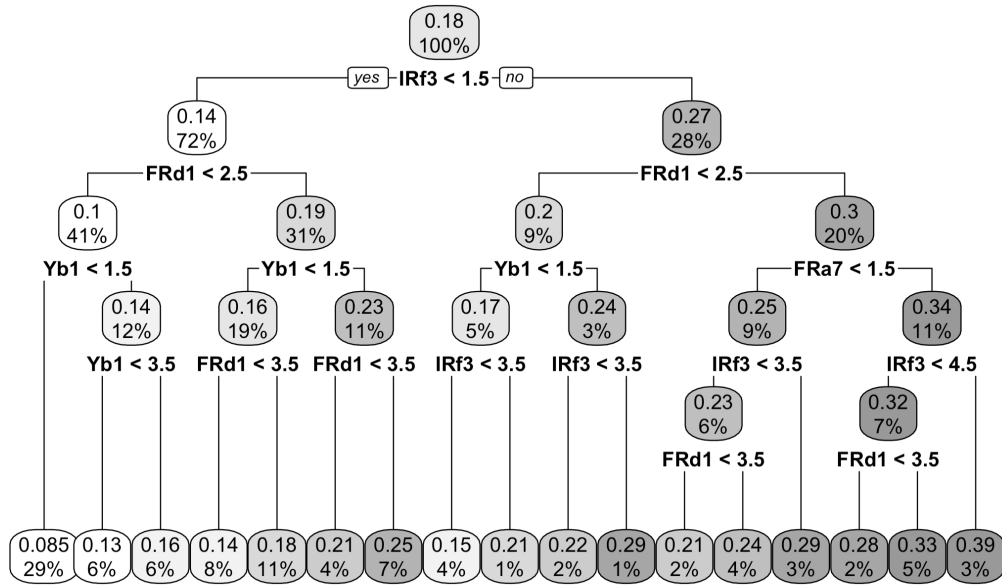 0.18
100%
yes IRf3 < 1.5 no
0.14 0.27
72% 28%
FRd1 < 2.5 FRd1 < 2.5
0.1 0.19 0.2 0.3
41% 31% 9% 20%
Yb1 < 1.5 Yb1 < 1.5 Yb1 < 1.5 FRa7 < 1.5
0.14 0.16 0.23 0.17 0.24 0.25 0.34
12% 19% 11% 5% 3% 9% 11%
Yb1 < 3.5 FRd1 < 3.5 FRd1 < 3.5 IRf3 < 3.5 IRf3 < 3.5 IRf3 < 3.5 IRf3 < 4.5
0.23 0.32
6% 7%
FRd1 < 3.5 FRd1 < 3.5
0.085 0.13 0.16 0.14 0.18 0.21 0.25 0.15 0.21 0.22 0.29 0.21 0.24 0.29 0.28 0.33 0.39
29% 6% 6% 8% 11% 4% 7% 4% 1% 2% 1% 2% 4% 3% 2% 5% 3%